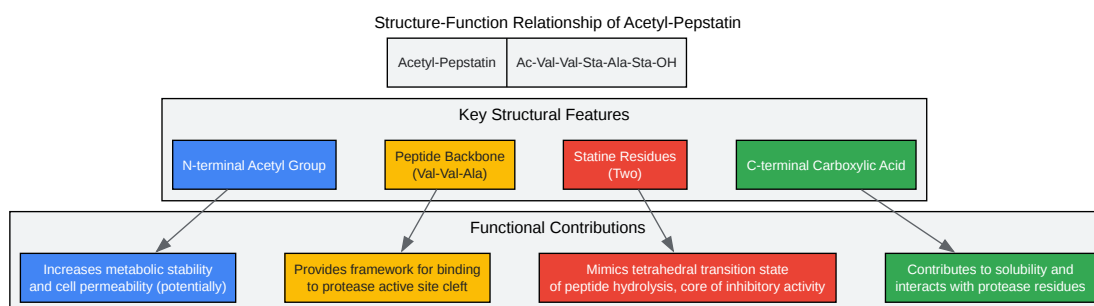 Structure-Function Relationship of Acetyl-Pepstatin
Acetyl-Pepstatin
Ac-Val-Val-Sta-Ala-Sta-OH
Key Structural Features
N-terminal Acetyl Group
Peptide Backbone
(Val-Val-Ala)
Statine Residues
(Two)
C-terminal Carboxylic Acid
Functional Contributions
Increases metabolic stability
and cell permeability (potentially)
Provides framework for binding
to protease active site cleft
Mimics tetrahedral transition state
of peptide hydrolysis, core of inhibitory activity
Contributes to solubility and
interacts with protease residues